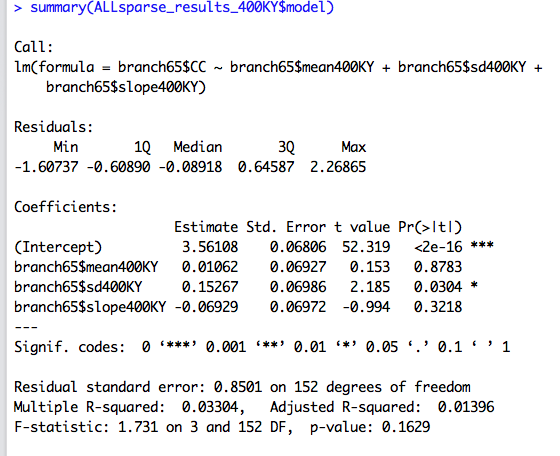 > summary(ALLsparse_results_400KY$model)
Call:
lm(formula = branch65$CC ~ branch65$mean400KY + branch65$sd400KY +
    branch65$slope400KY)
Residuals:
     Min       1Q   Median       3Q      Max
-1.60737 -0.60890 -0.08918  0.64587  2.26865
Coefficients:
                    Estimate Std. Error t value Pr(>|t|)
(Intercept)          3.56108    0.06806  52.319   <2e-16 ***
branch65$mean400KY   0.01062    0.06927   0.153   0.8783
branch65$sd400KY     0.15267    0.06986   2.185   0.0304 *
branch65$slope400KY -0.06929    0.06972  -0.994   0.3218
---
Signif. codes:  0 ‘***’ 0.001 ‘**’ 0.01 ‘*’ 0.05 ‘.’ 0.1 ‘ ’ 1
Residual standard error: 0.8501 on 152 degrees of freedom
Multiple R-squared:  0.03304,	Adjusted R-squared:  0.01396
F-statistic: 1.731 on 3 and 152 DF,  p-value: 0.1629